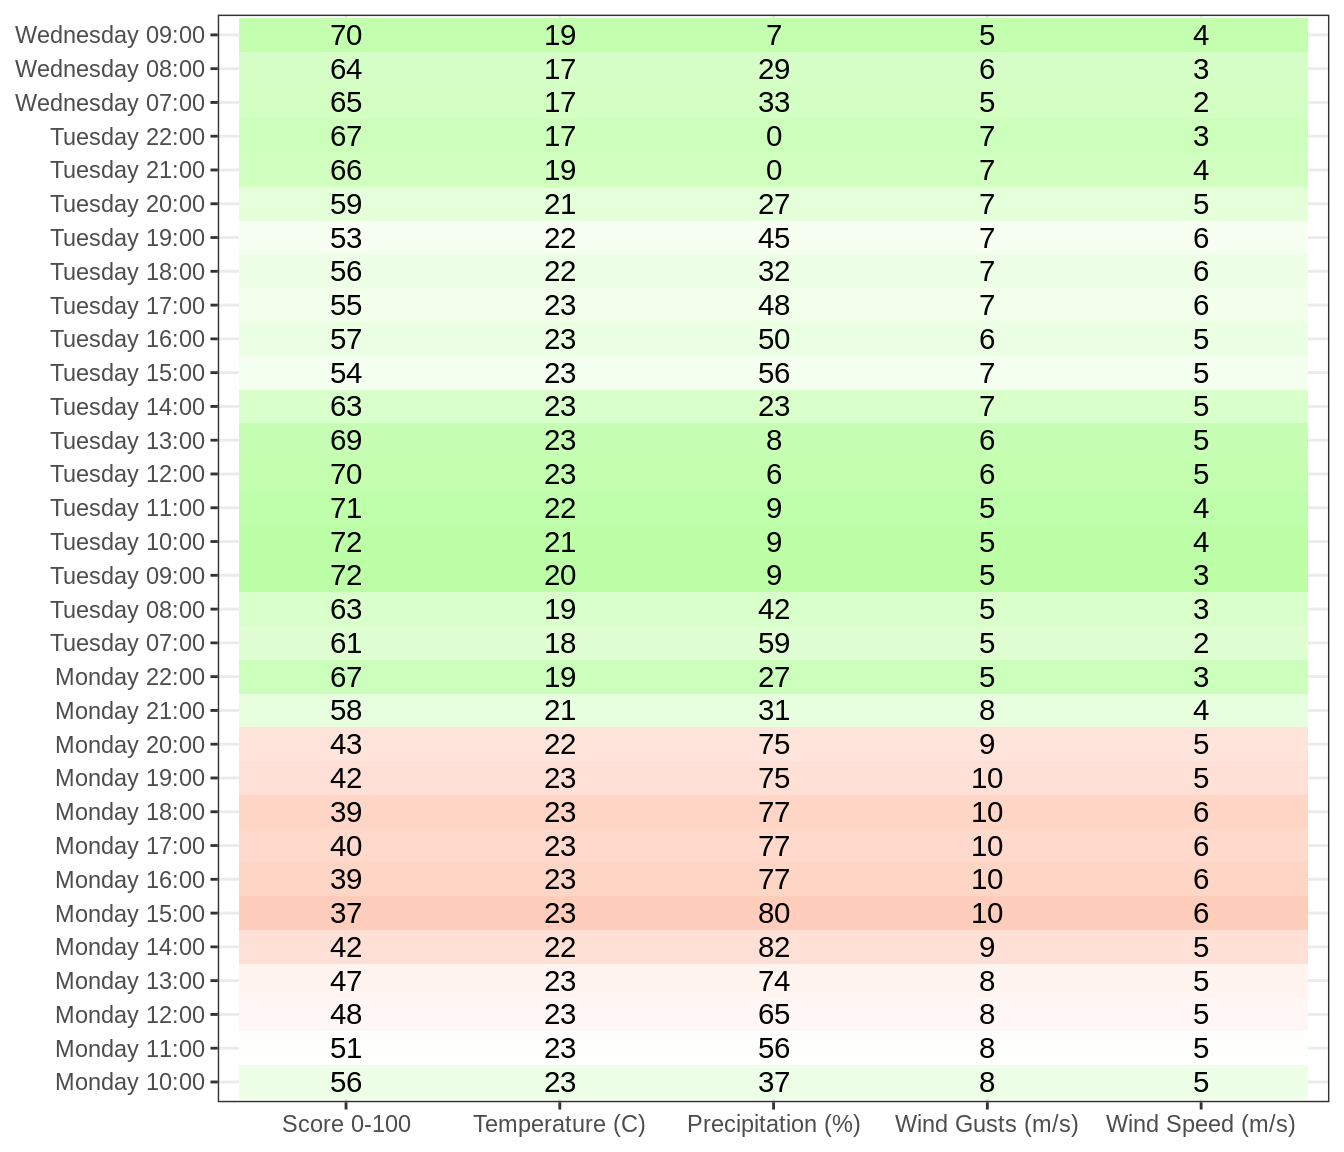 Wednesday 09:00 70 19 7 5 4
Wednesday 08:00 64 17 29 6 3
Wednesday 07:00 65 17 33 5 2
Tuesday 22:00 67 17 0 7 3
Tuesday 21:00 66 19 0 7 4
Tuesday 20:00 59 21 27 7 5
Tuesday 19:00 53 22 45 7 6
Tuesday 18:00 56 22 32 7 6
Tuesday 17:00 55 23 48 7 6
Tuesday 16:00 57 23 50 6 5
Tuesday 15:00 54 23 56 7 5
Tuesday 14:00 63 23 23 7 5
Tuesday 13:00 69 23 8 6 5
Tuesday 12:00 70 23 6 6 5
Tuesday 11:00 71 22 9 5 4
Tuesday 10:00 72 21 9 5 4
Tuesday 09:00 72 20 9 5 3
Tuesday 08:00 63 19 42 5 3
Tuesday 07:00 61 18 59 5 2
Monday 22:00 67 19 27 5 3
Monday 21:00 58 21 31 8 4
Monday 20:00 43 22 75 9 5
Monday 19:00 42 23 75 10 5
Monday 18:00 39 23 77 10 6
Monday 17:00 40 23 77 10 6
Monday 16:00 39 23 77 10 6
Monday 15:00 37 23 80 10 6
Monday 14:00 42 22 82 9 5
Monday 13:00 47 23 74 8 5
Monday 12:00 48 23 65 8 5
Monday 11:00 51 23 56 8 5
Monday 10:00 56 23 37 8 5
Score 0-100 Temperature (C) Precipitation (%) Wind Gusts (m/s) Wind Speed (m/s)